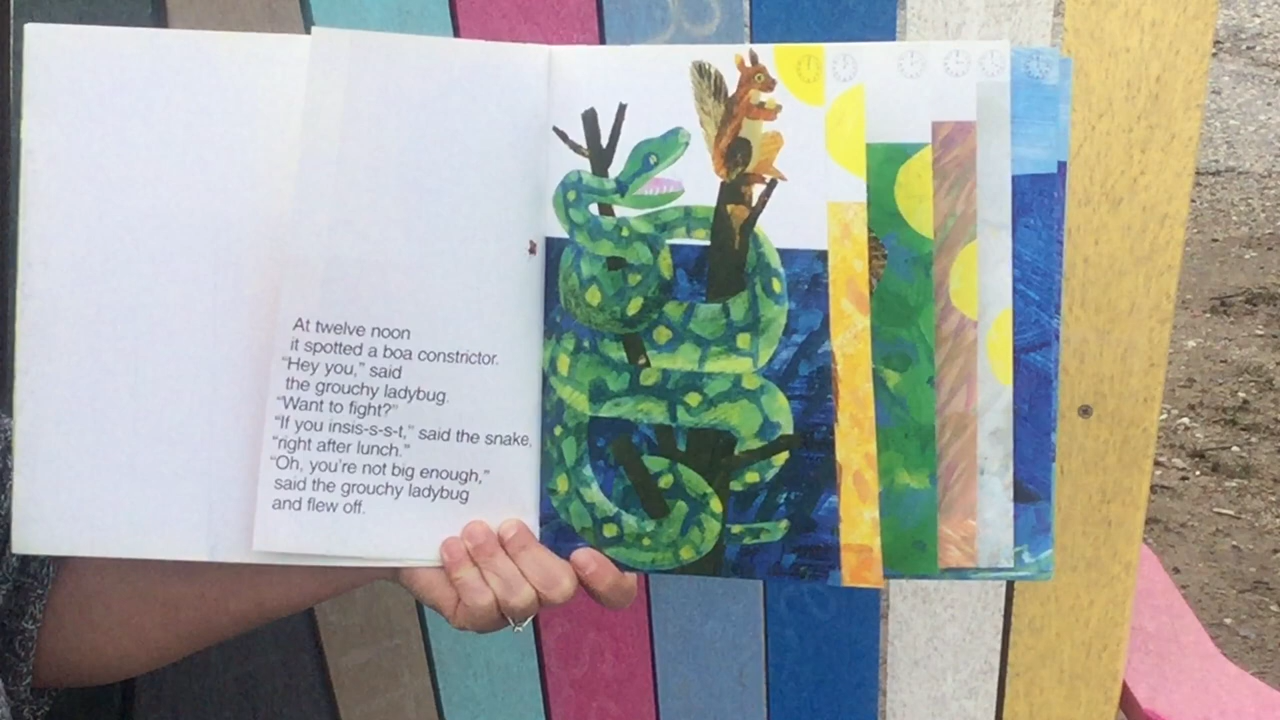 At twelve noon
it spotted a boa constrictor.
“Hey you,” said
the grouchy ladybug.
“Want to fight?”
“If you insis-s-s-t,” said the snake,
“right after lunch.”
“Oh, you’re not big enough,”
said the grouchy ladybug
and flew off.